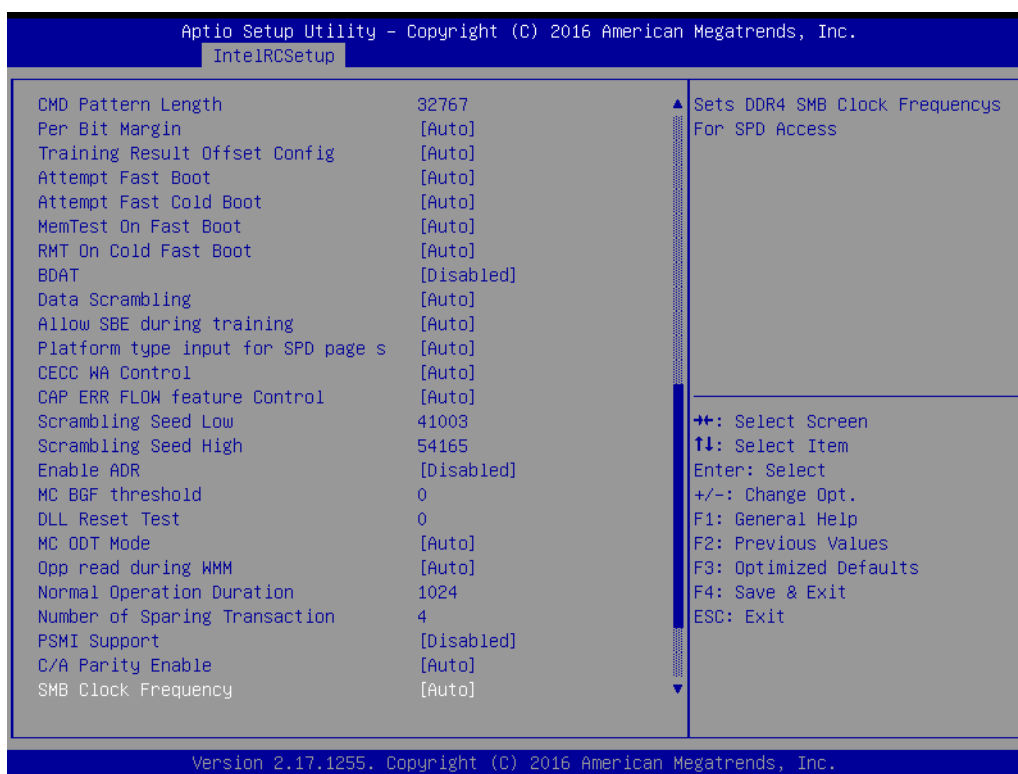 Aptio Setup Utility – Copyright (C) 2016 American Megatrends, Inc.
IntelRCSetup
CMD Pattern Length 32767
Per Bit Margin [Auto]
Training Result Offset Config [Auto]
Attempt Fast Boot [Auto]
Attempt Fast Cold Boot [Auto]
MemTest On Fast Boot [Auto]
RMT On Cold Fast Boot [Auto]
BDAT [Disabled]
Data Scrambling [Auto]
Allow SBE during training [Auto]
Platform type input for SPD page s [Auto]
CECC WA Control [Auto]
CAP ERR FLOW feature Control [Auto]
Scrambling Seed Low 41003
Scrambling Seed High 54165
Enable ADR [Disabled]
MC BGF threshold 0
DLL Reset Test 0
MC ODT Mode [Auto]
Opp read during WMM [Auto]
Normal Operation Duration 1024
Number of Sparing Transaction 4
PSMI Support [Disabled]
C/A Parity Enable [Auto]
SMB Clock Frequency [Auto]
Sets DDR4 SMB Clock Frequencys
For SPD Access
→←: Select Screen
↑↓: Select Item
Enter: Select
+/-: Change Opt.
F1: General Help
F2: Previous Values
F3: Optimized Defaults
F4: Save & Exit
ESC: Exit
Version 2.17.1255. Copyright (C) 2016 American Megatrends, Inc.